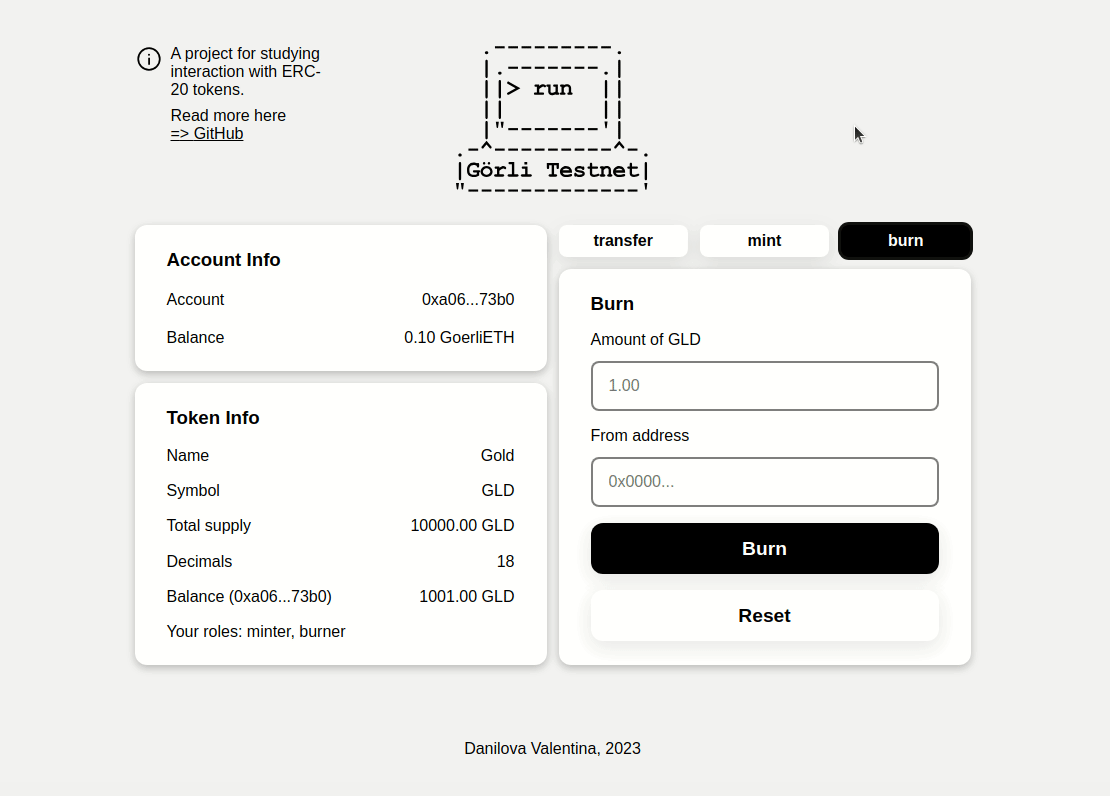 A project for studying
interaction with ERC-
20 tokens.
Read more here
=> GitHub
> run
Görli Testnet
Account Info
Account 0xa06...73b0
Balance 0.10 GoerliETH
Token Info
Name Gold
Symbol GLD
Total supply 10000.00 GLD
Decimals 18
Balance (0xa06...73b0) 1001.00 GLD
Your roles: minter, burner
transfer mint burn
Burn
Amount of GLD
1.00
From address
0x0000...
Burn
Reset
Danilova Valentina, 2023